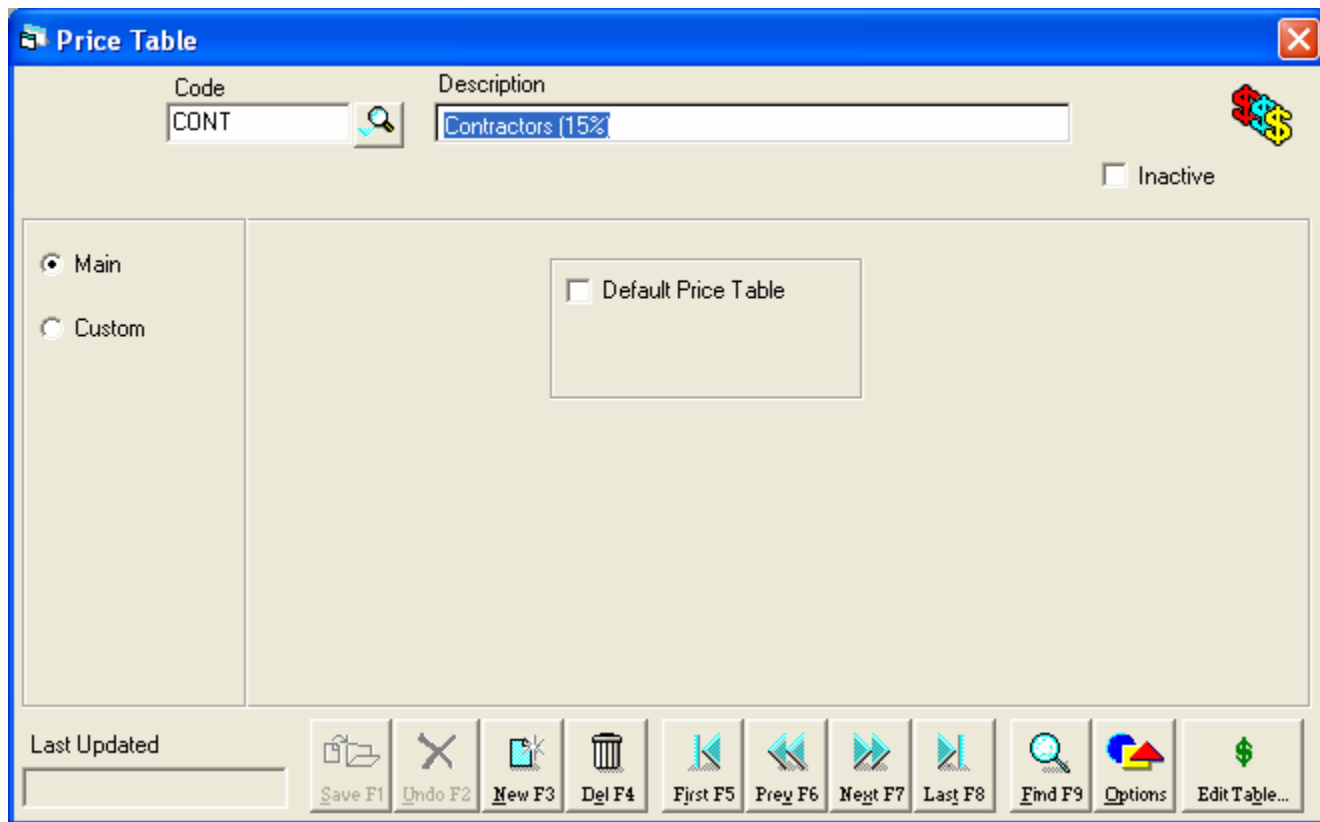 Price Table
Code
Description
CONT
Contractors (15%)
Inactive
Main
Default Price Table
Custom
Last Updated
Save F1 Undo F2 New F3 Del F4 First F5 Prev F6 Next F7 Last F8 Find F9 Options Edit Table...